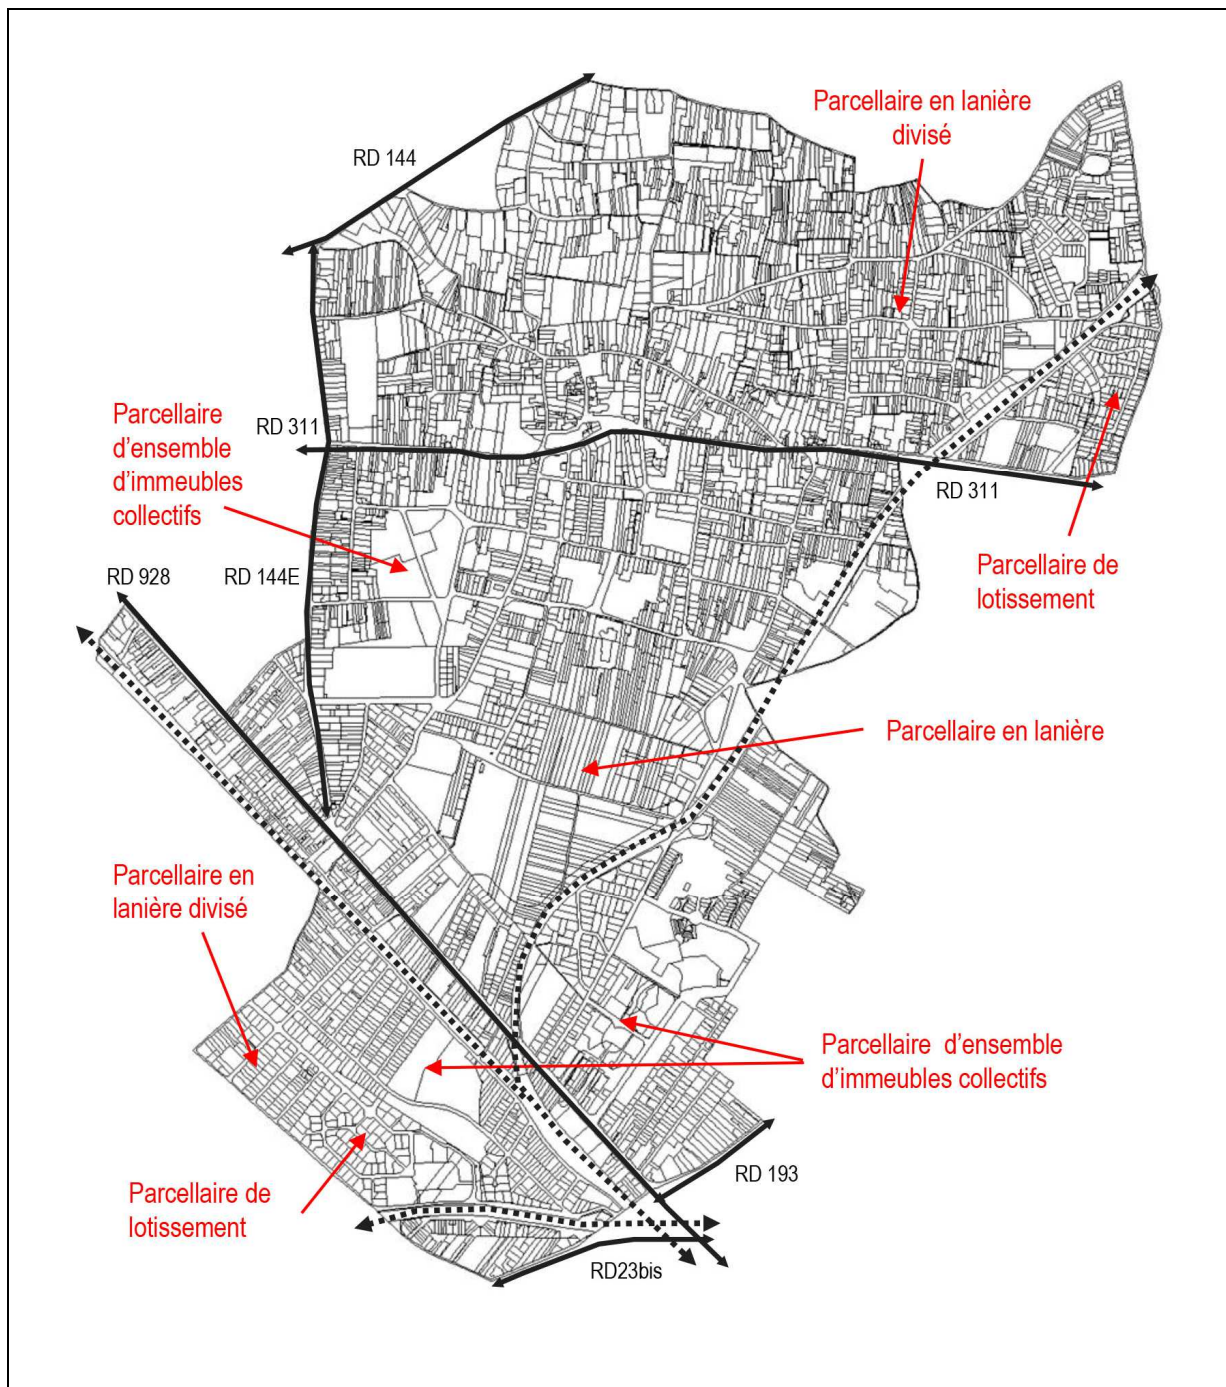 Parcellaire en lanière
divisé
RD 144
Parcellaire
d'ensemble
d'immeubles
collectifs
RD 311
RD 311
RD 928
RD 144E
Parcellaire de
lotissement
Parcellaire en lanière
Parcellaire en
lanière divisé
Parcellaire d'ensemble
d'immeubles collectifs
Parcellaire de
lotissement
RD 193
RD23bis